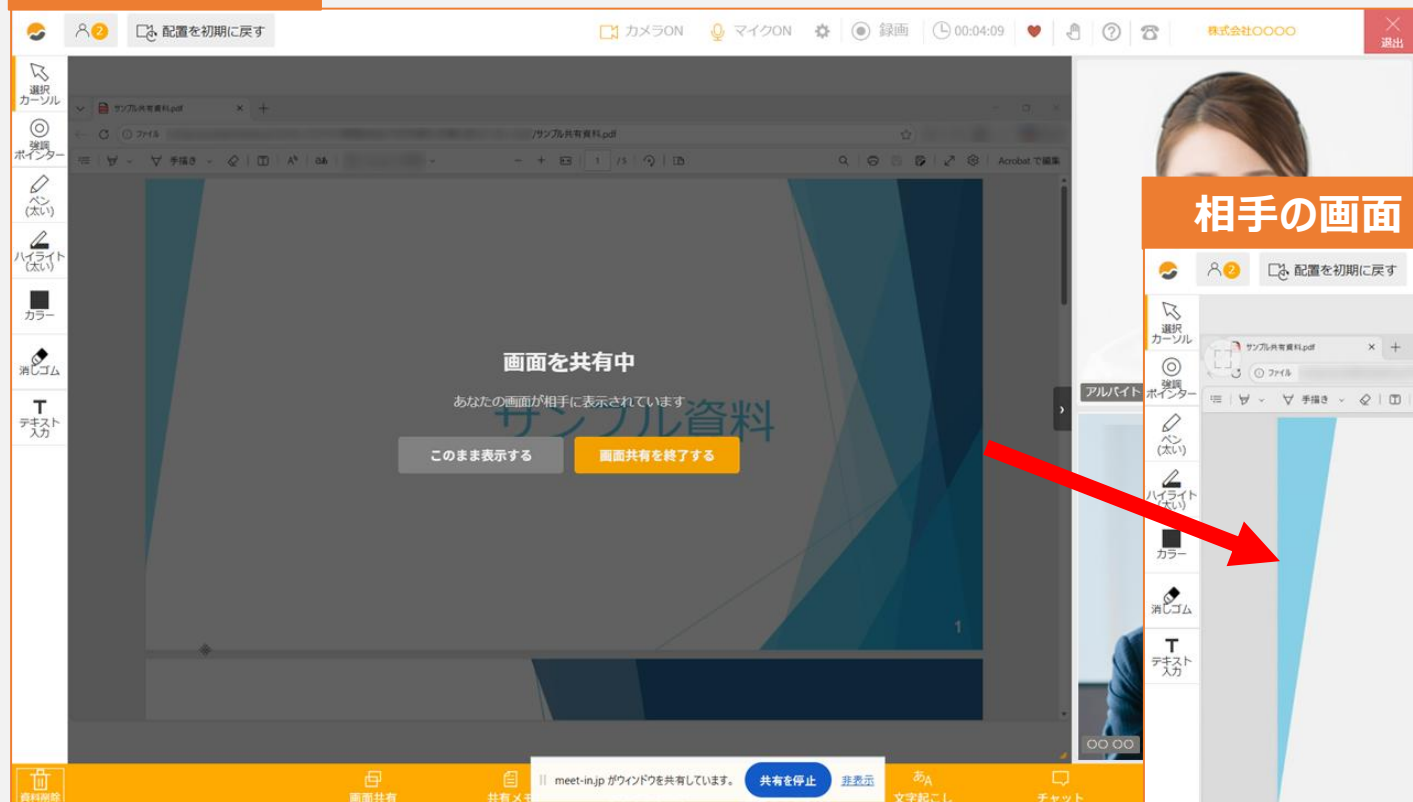 2
配置を初期に戻す
カメラON
マイクON
録画
00:04:09
株式会社〇〇〇〇
退出
選択
カーソル
強調
ポインター
ペン
(太い)
ハイライト
(太い)
カラー
消しゴム
T
テキスト
入力
資料削除
サンプル共有資料.pdf
ファイル
/サンプル共有資料.pdf
手描き
1 /5
Acrobat で編集
サンプル資料
1
画面を共有中
あなたの画面が相手に表示されています
このまま表示する
画面共有を終了する
画面共有
共有メモ
meet-in.jp がウィンドウを共有しています。
共有を停止
非表示
文字起こし
チャット
アルバイト
〇〇 〇〇
相手の画面
2
配置を初期に戻す
選択
カーソル
強調
ポインター
ペン
(太い)
ハイライト
(太い)
カラー
消しゴム
T
テキスト
入力
サンプル共有資料.pdf
ファイル
手描き